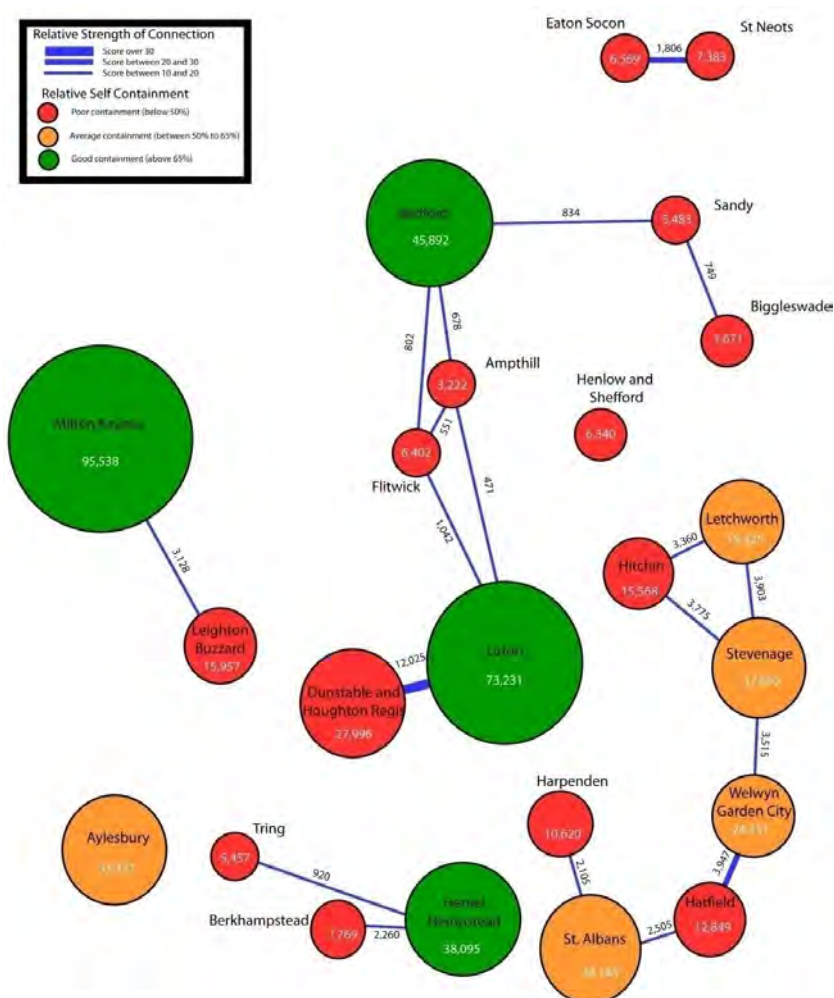 Relative Strength of Connection
Score over 30
Score between 20 and 30
Score between 10 and 20
Relative Self Containment
Poor containment (below 50%)
Average containment (between 50% to 65%)
Good containment (above 65%)
Eaton Socon
St Neots
6,569
1,806
7,383
Bedford
45,892
834
Sandy
5,483
749
Biggleswade
802
678
Ampthill
3,222
551
6,402
Flitwick
471
1,042
Henlow and
Shefford
6,340
Milton Keynes
95,538
3,128
Leighton
Buzzard
15,957
Letchworth
3,360
Hitchin
15,568
3,903
3,775
Stevenage
Luton
12,025
73,231
Dunstable and
Houghton Regis
27,996
3,515
Welwyn
Garden City
3,947
Harpenden
10,620
2,105
Hatfield
12,849
2,505
St. Albans
Aylesbury
Tring
5,457
920
Berkhampstead
2,260
Hemel
Hempstead
38,095